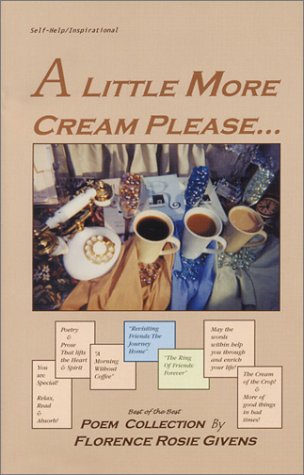 Self-Help/Inspirational
A LITTLE MORE
CREAM PLEASE...
Poetry
&
Prose
That lifts
the Heart
& Spirit
"Revisiting
Friends The
Journey
Home"
May the
words
within help
you through
and enrich
your life!
You
are
Special!
Relax,
Read
&
Absorb!
"A
Morning
Without
Coffee"
"The Ring
Of Friends
Forever"
The Cream
of the Crop!
&
More of
good things
in bad
times!
Best of the Best
POEM COLLECTION By
FLORENCE ROSIE GIVENS